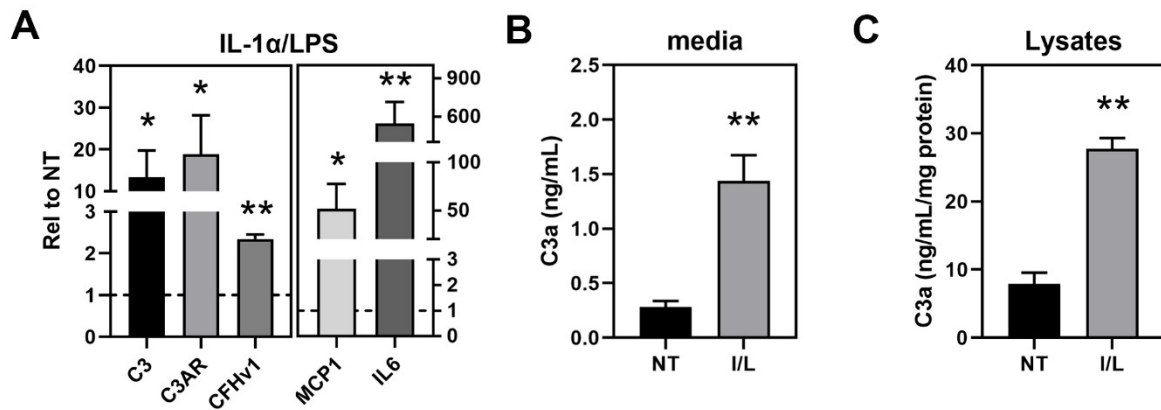 A
IL-1α/LPS
Rel to NT
40
30
20
10
3
2
1
0
*
*
**
*
**
900
600
100
50
3
2
1
0
C3
C3AR
CFHv1
MCP1
IL6
B
media
C3a (ng/mL)
2.5
2.0
1.5
1.0
0.5
0.0
**
NT
I/L
C
Lysates
C3a (ng/mL/mg protein)
40
30
20
10
0
**
NT
I/L